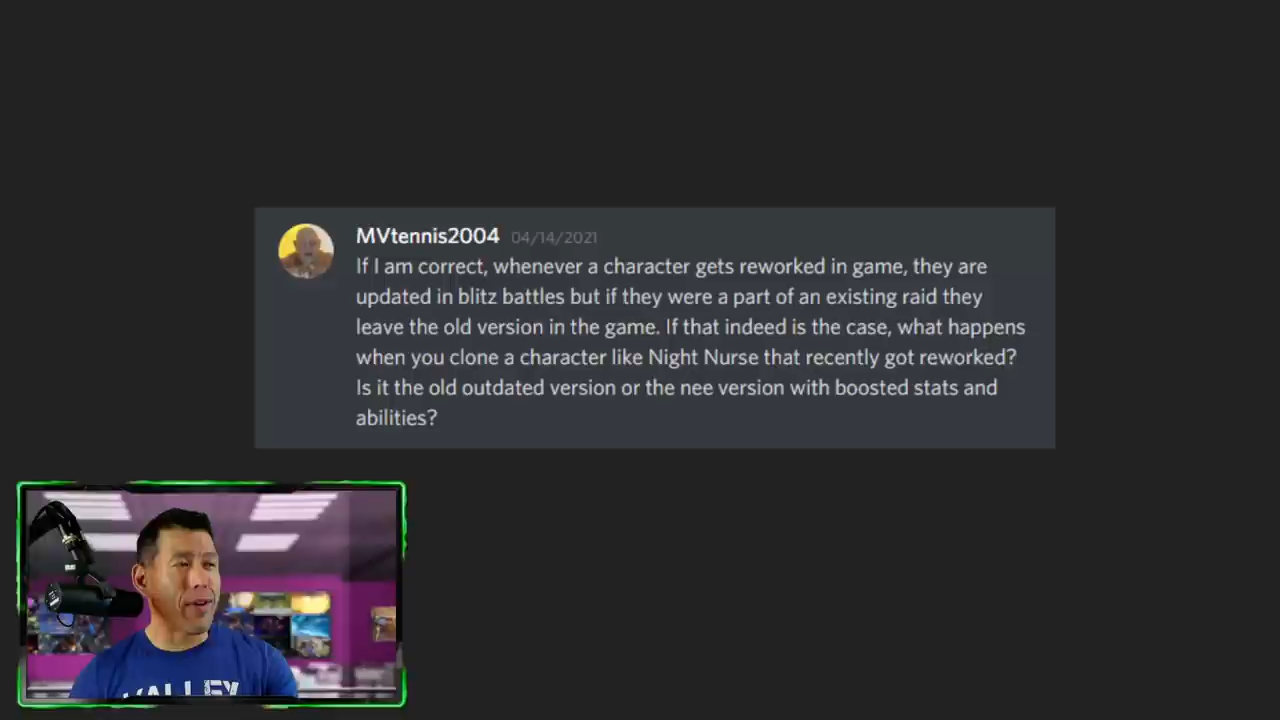 MVtennis2004 04/14/2021
If I am correct, whenever a character gets reworked in game, they are
updated in blitz battles but if they were a part of an existing raid they
leave the old version in the game. If that indeed is the case, what happens
when you clone a character like Night Nurse that recently got reworked?
Is it the old outdated version or the nee version with boosted stats and
abilities?
VALLEY